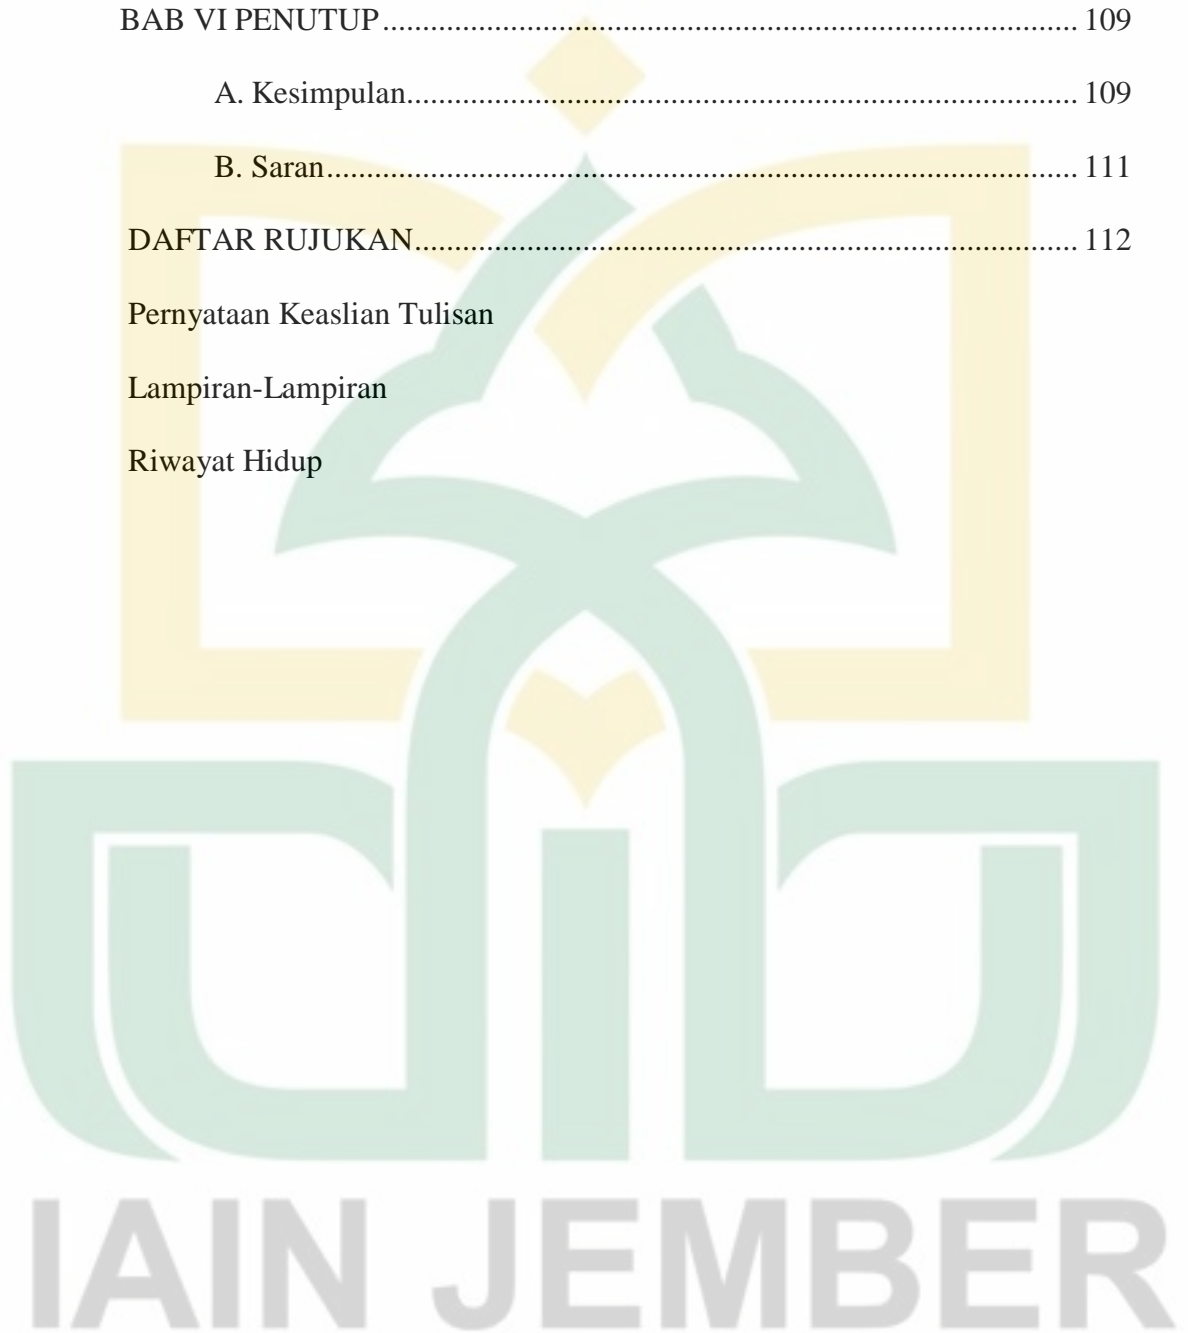 BAB VI PENUTUP.......................................................................... 109
A. Kesimpulan....................................................................... 109
B. Saran................................................................................ 111
DAFTAR RUJUKAN...................................................................... 112
Pernyataan Keaslian Tulisan
Lampiran-Lampiran
Riwayat Hidup
IAIN JEMBER